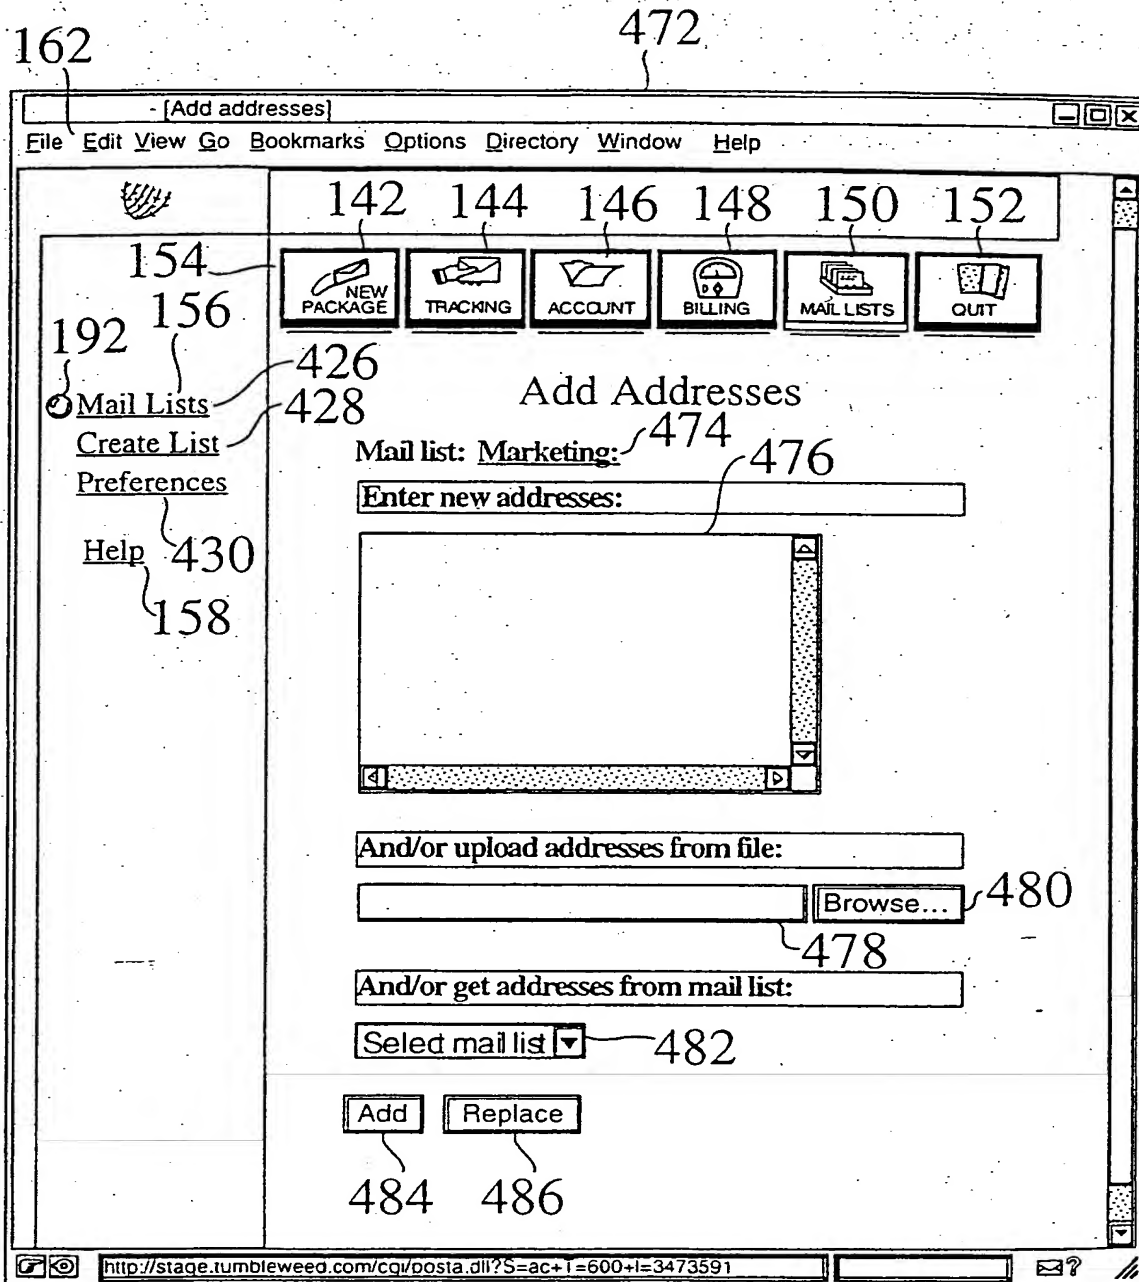 472
162
- [Add addresses]
File Edit View Go Bookmarks Options Directory Window Help
142 144 146 148 150 152
154
NEW PACKAGE
TRACKING
ACCOUNT
BILLING
MAIL LISTS
QUIT
156
192
426
Mail Lists
428
Create List
Preferences
Help
430
158
Add Addresses
474
Mail list: Marketing:
476
Enter new addresses:
And/or upload addresses from file:
Browse...
480
478
And/or get addresses from mail list:
Select mail list
482
Add Replace
484 486
http://stage.tumbleweed.com/cgi/posta.dll?S=ac+T=600+I=3473591
?